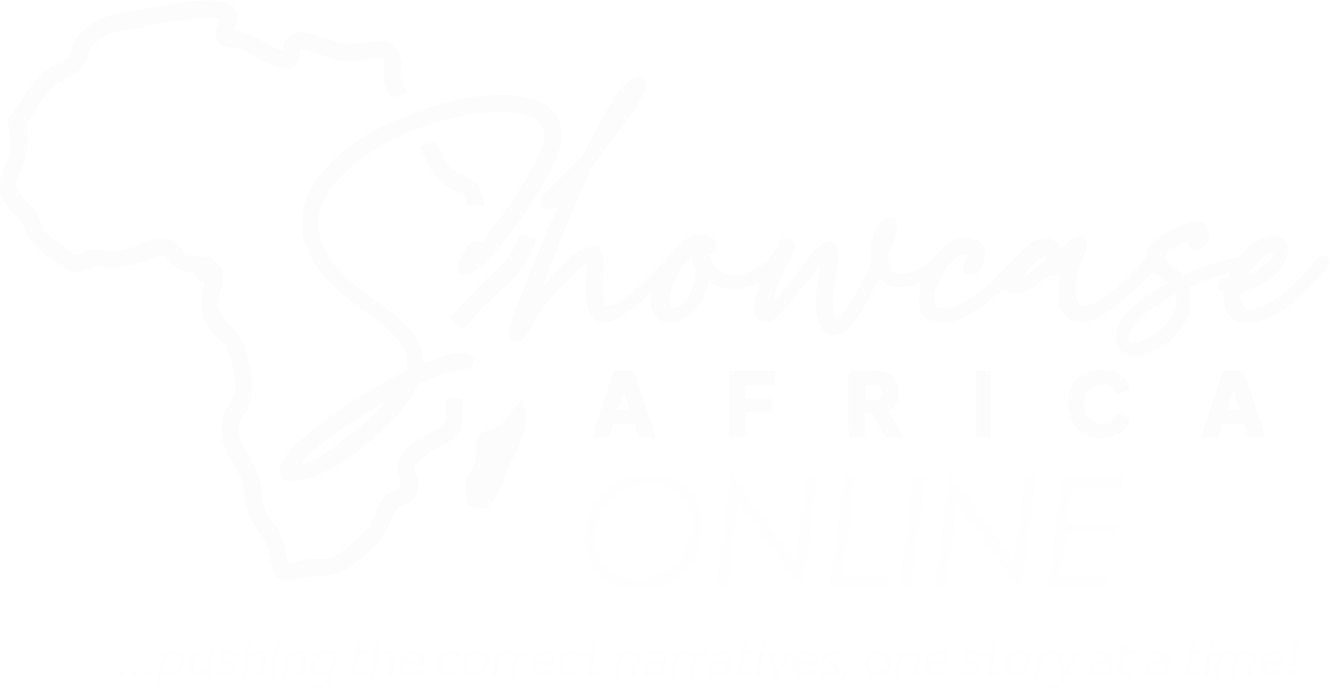 Showcase
AFRICA
ONLINE
pushing the correct narratives, one story at a time!